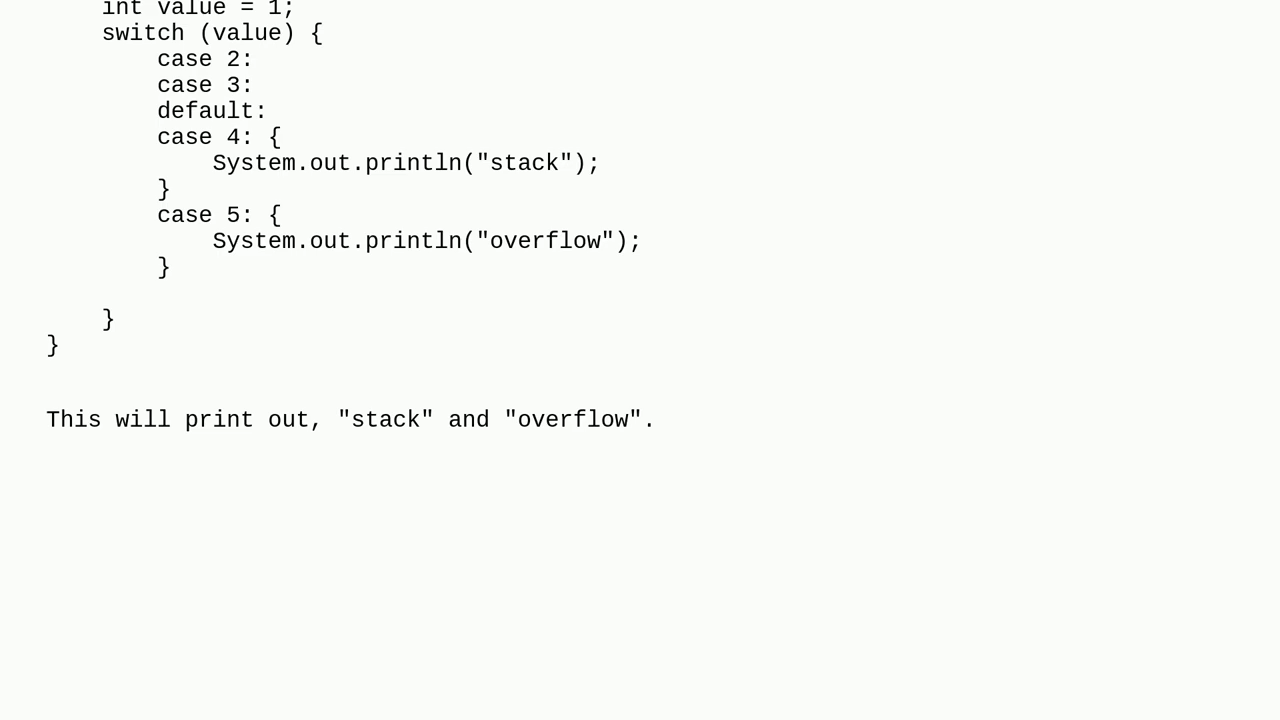 int value = 1;
switch (value) {
case 2:
case 3:
default:
case 4: {
System.out.println("stack");
}
case 5: {
System.out.println("overflow");
}
}
}
This will print out, "stack" and "overflow".